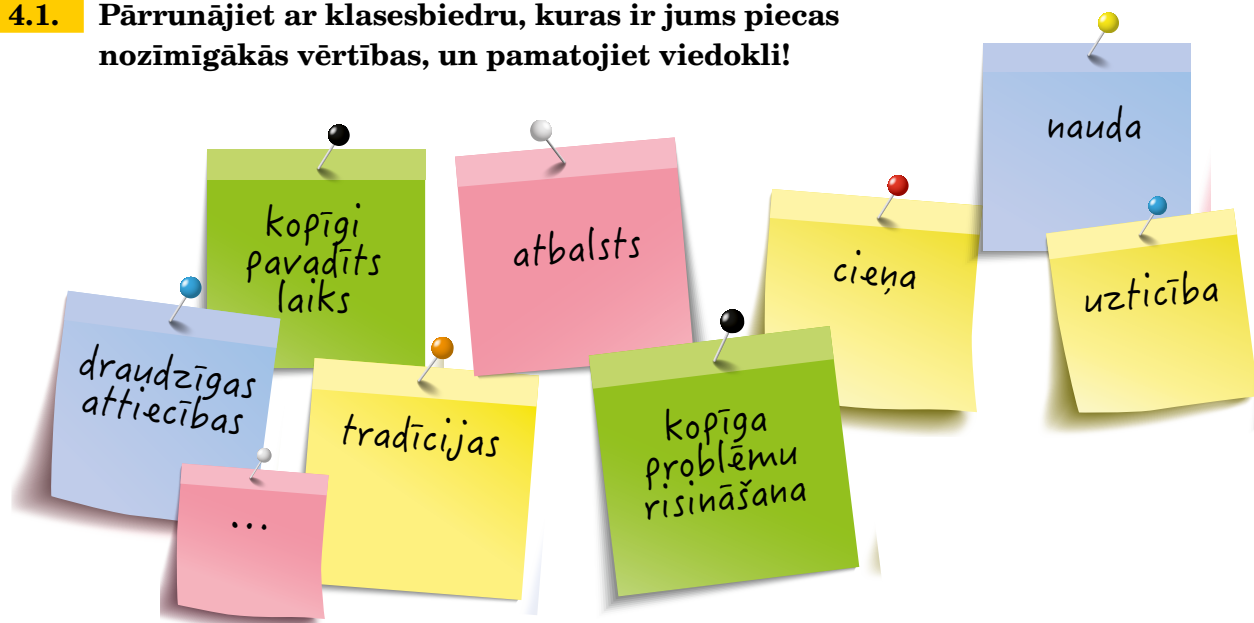 4.1. Pārrunājiet ar klasesbiedru, kuras ir jums piecas
nozīmīgākās vērtības, un pamatojiet viedokli!
nauda
kopīgi
pavadīts
laiks
atbalsts
cieņa
uzticība
draudzīgas
attiecības
tradīcijas
kopīga
problēmu
risināšana
...